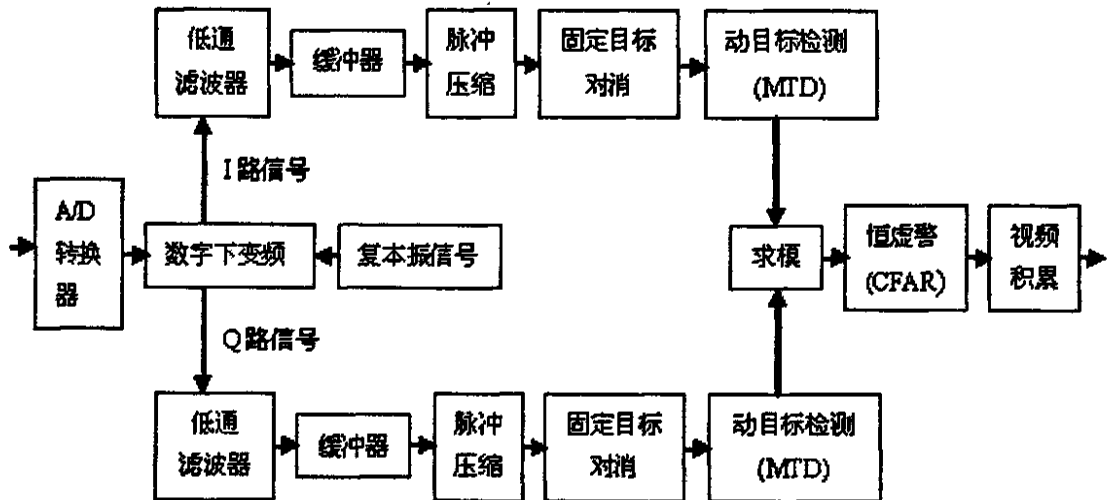 低通
滤波器
缓冲器
脉冲
压缩
固定目标
对消
动目标检测
(MTD)
I路信号
A/D
转换
器
数字下变频
复本振信号
求模
恒虚警
(CFAR)
视频
积累
Q路信号
低通
滤波器
缓冲器
脉冲
压缩
固定目标
对消
动目标检测
(MTD)